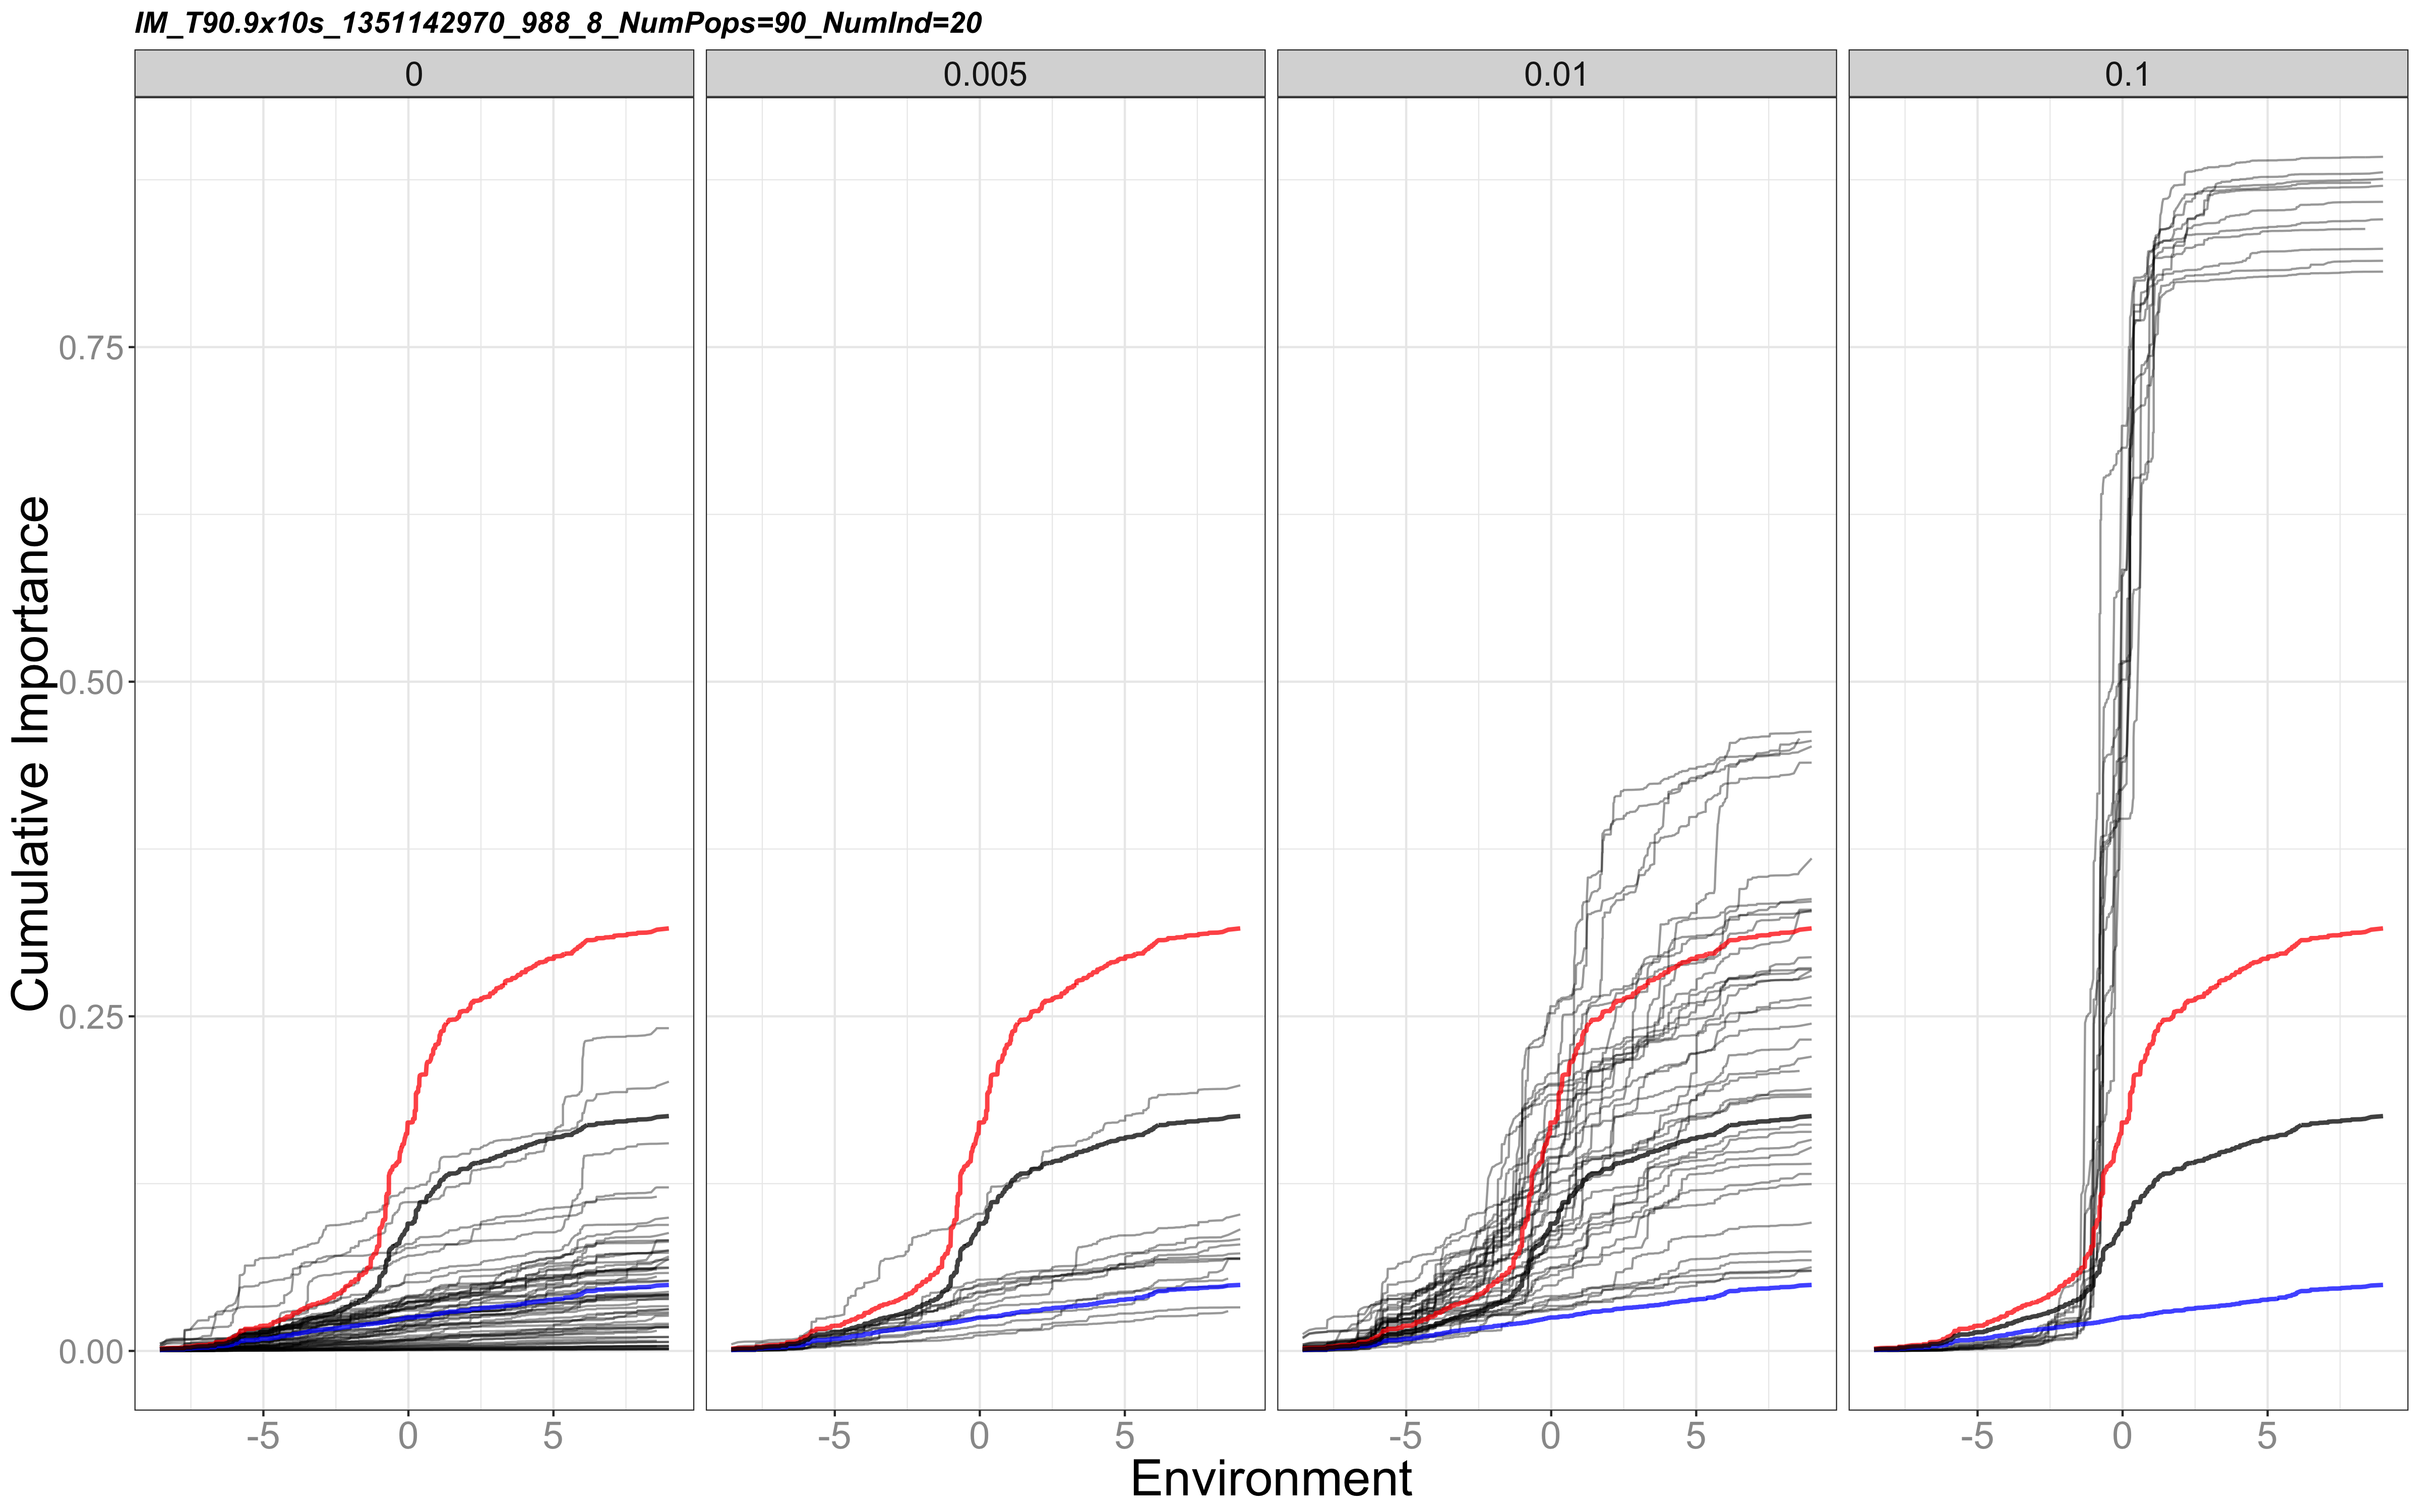 IM_T90.9x10s_1351142970_988_8_NumPops=90_NumInd=20
0 0.005 0.01 0.1
Cumulative Importance
0.75
0.50
0.25
0.00
-5 0 5 -5 0 5 -5 0 5 -5 0 5
Environment